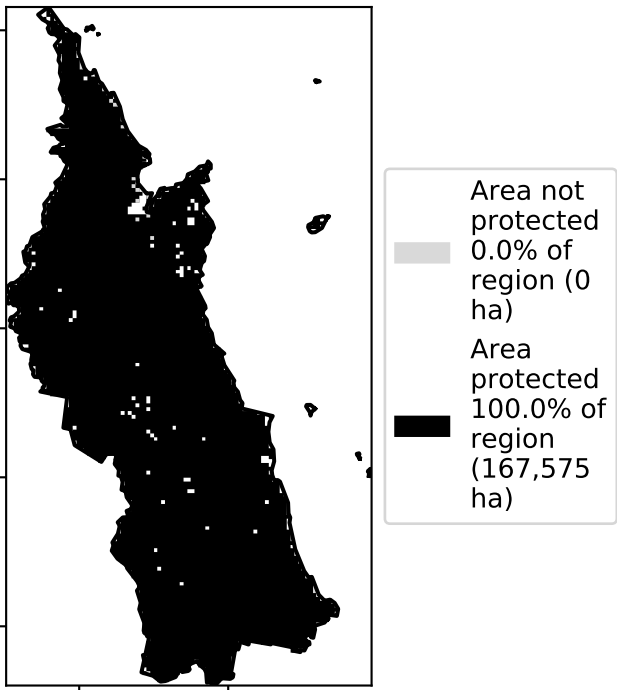 Area not
protected
0.0% of
region (0
ha)
Area
protected
100.0% of
region
(167,575
ha)